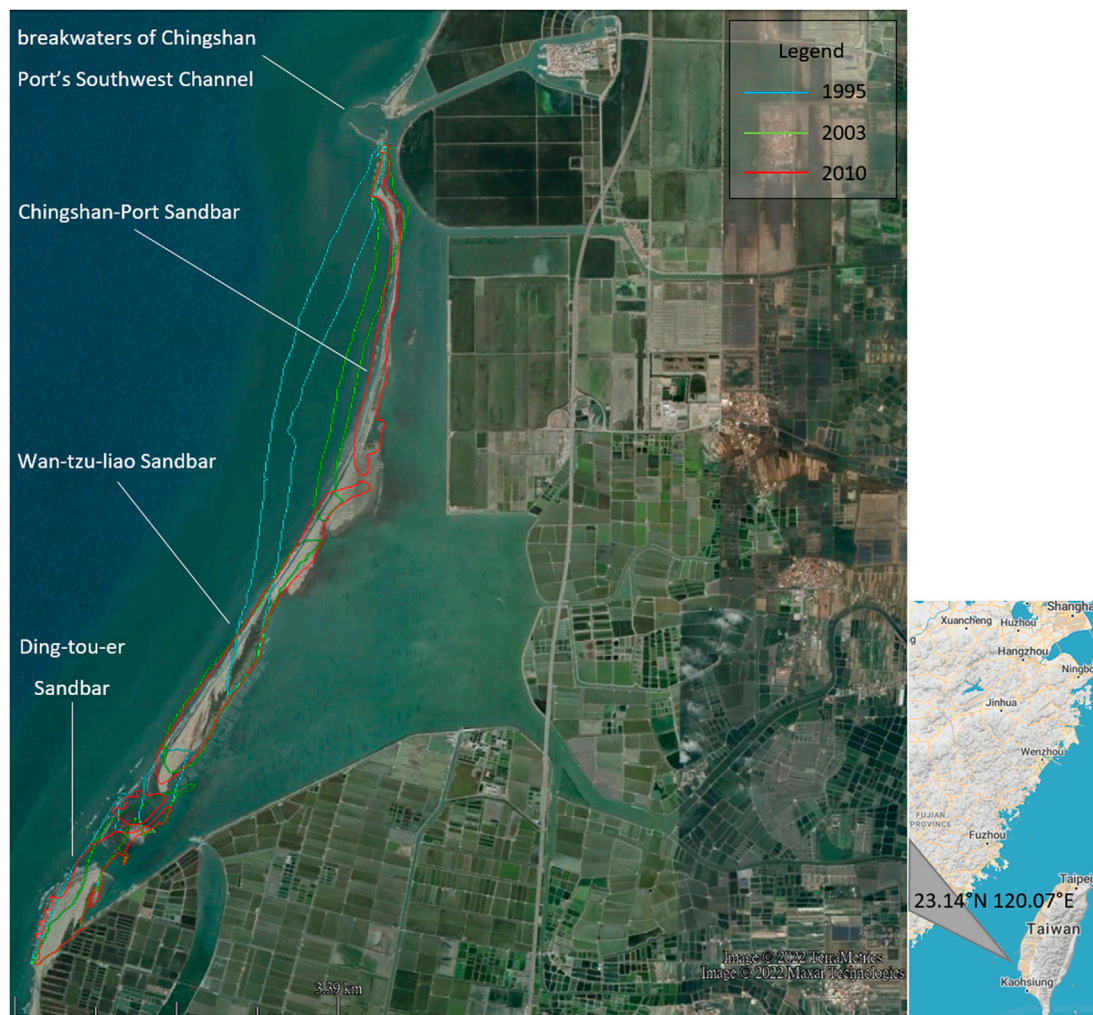 breakwaters of Chingshan
Port's Southwest Channel
Legend
1995
2003
2010
Chingshan-Port Sandbar
Wan-tzu-liao Sandbar
Ding-tou-er
Sandbar
Image © 2022 TerraMetrics
Image © 2022 Maxar Technologies
3.39 km
Xuancheng
Huzhou
Shangha
Hangzhou
Ningbo
Jinhua
Wenzhou
FUJIAN
PROVINCE
Fuzhou
Taipei
23.14°N 120.07°E
Taiwan
Kaohsiung